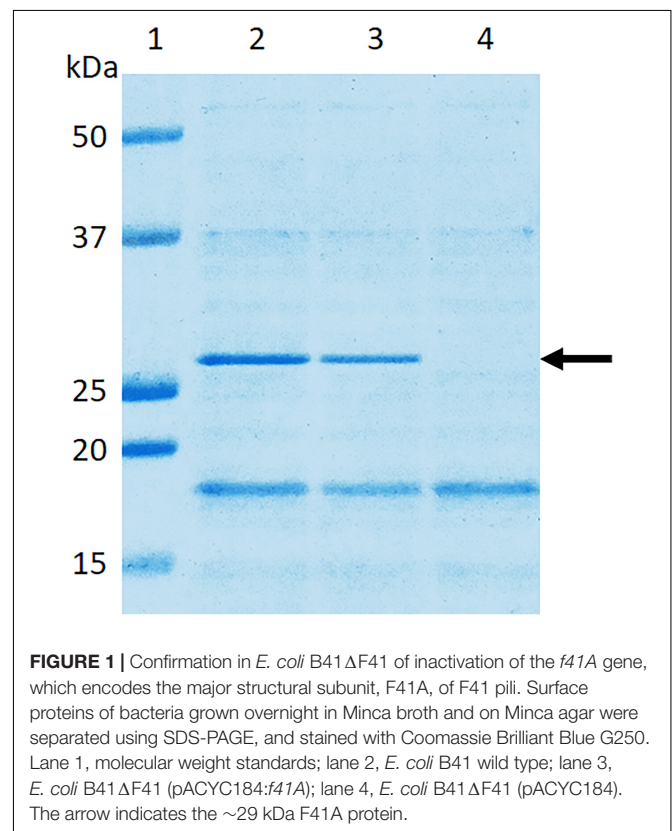 1 2 3 4
kDa
50
37
25
20
15
FIGURE 1 | Confirmation in E. coli B41ΔF41 of inactivation of the f41A gene,
which encodes the major structural subunit, F41A, of F41 pili. Surface
proteins of bacteria grown overnight in Minca broth and on Minca agar were
separated using SDS-PAGE, and stained with Coomassie Brilliant Blue G250.
Lane 1, molecular weight standards; lane 2, E. coli B41 wild type; lane 3,
E. coli B41ΔF41 (pACYC184:f41A); lane 4, E. coli B41ΔF41 (pACYC184).
The arrow indicates the ~29 kDa F41A protein.